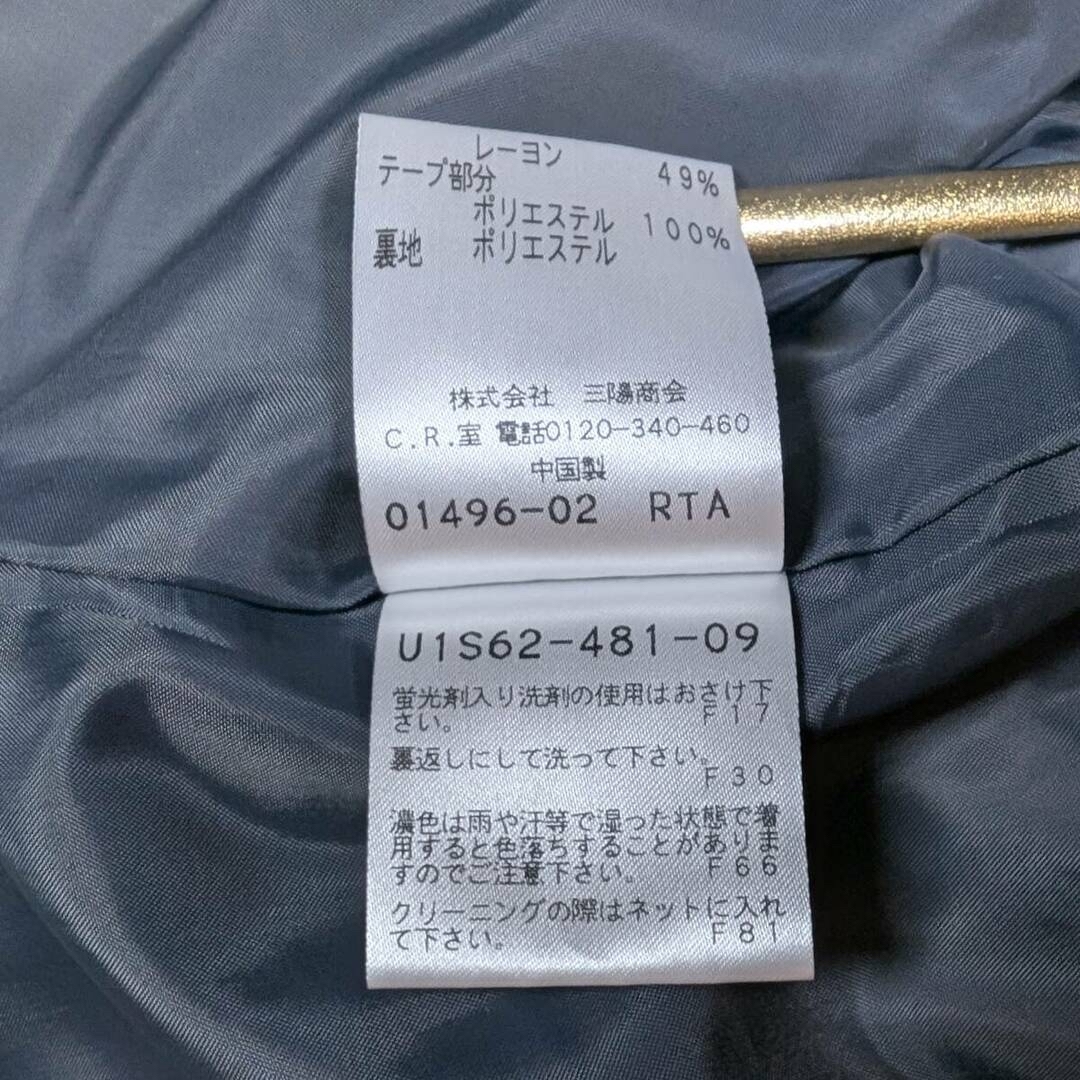 レーヨン 49%
テープ部分
ポリエステル 100%
裏地 ポリエステル
株式会社 三陽商会
C.R.室 電話0120-340-460
中国製
01496-02 RTA
U1S62-481-09
蛍光剤入り洗剤の使用はおさけ下
さい。 F17
裏返しにして洗って下さい。
F30
濃色は雨や汗等で湿った状態で着
用すると色落ちすることがありま
すのでご注意下さい。 F66
クリーニングの際はネットに入れ
て下さい。 F81